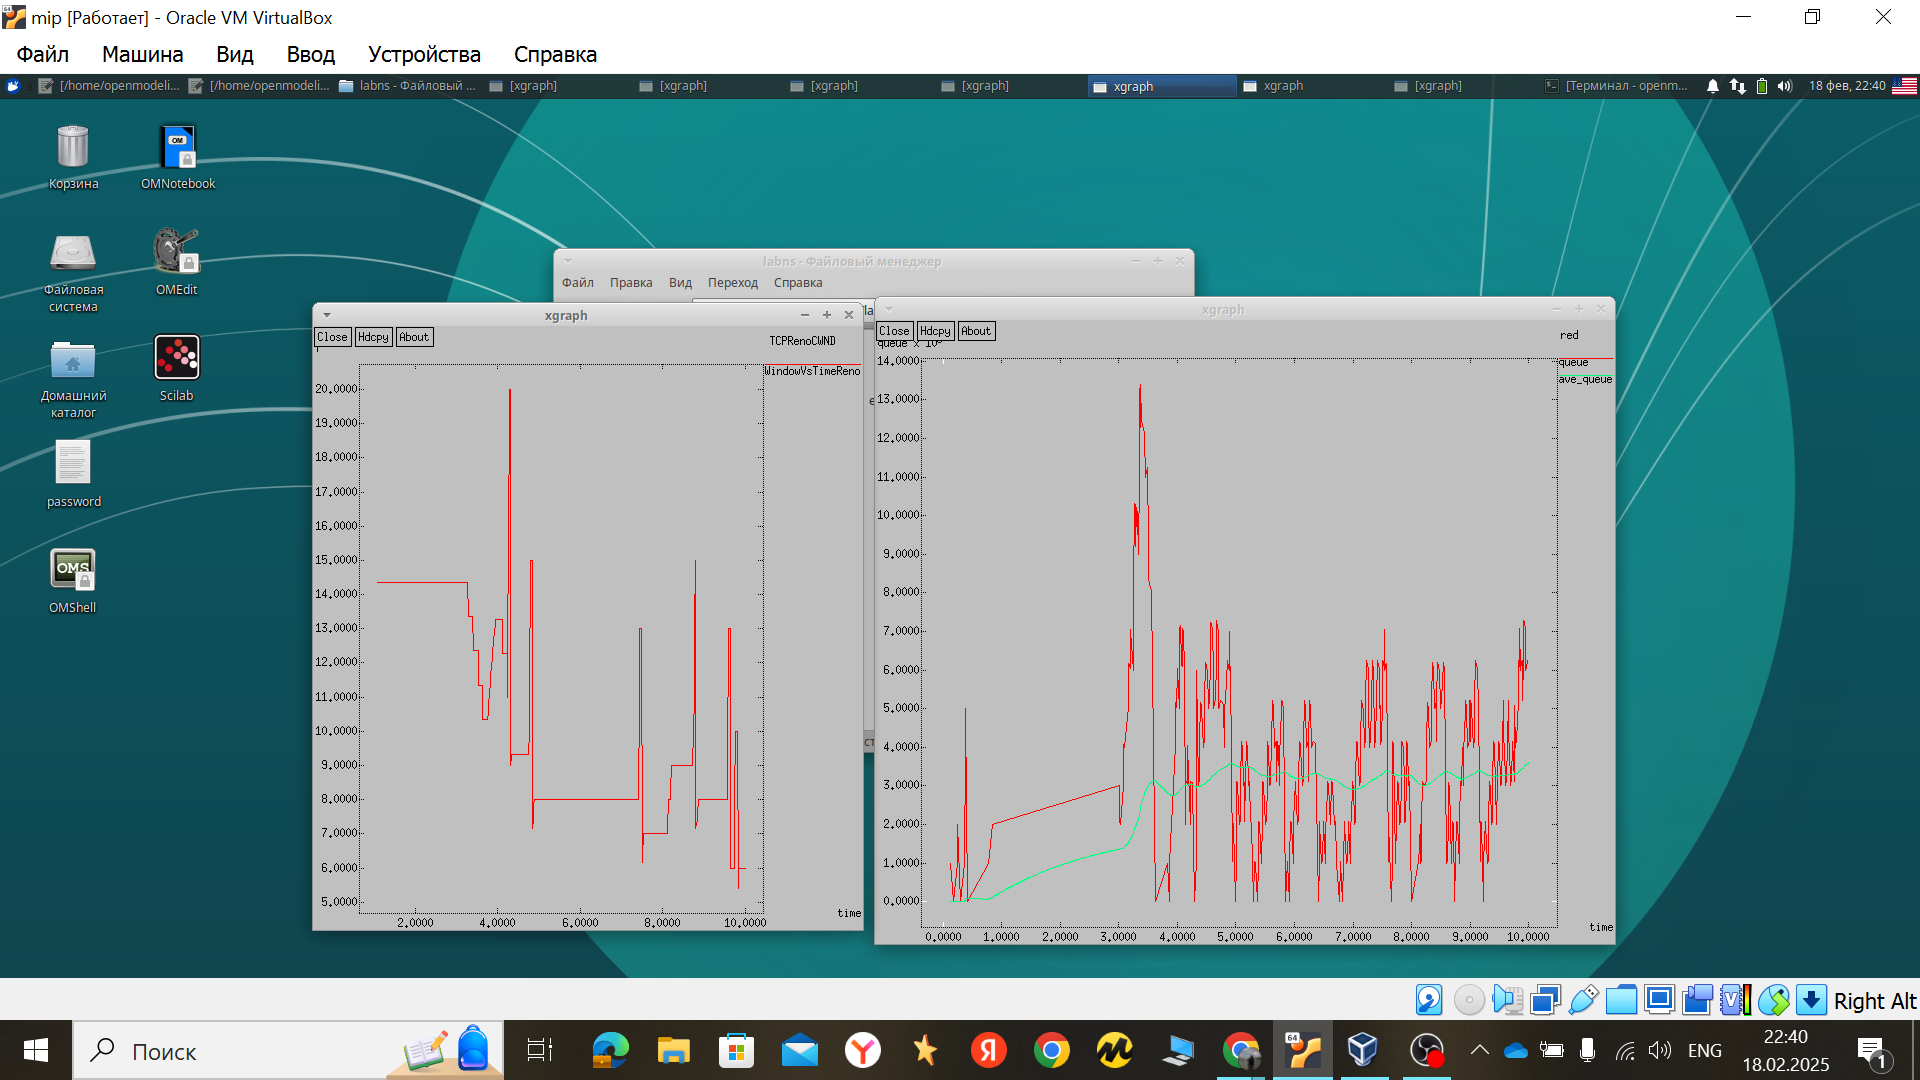 mip [Работает] - Oracle VM VirtualBox
Файл Машина Вид Ввод Устройства Справка
[/home/openmodeli... [/home/openmodeli... labns - Файловый ... [xgraph] [xgraph] [xgraph] [xgraph] xgraph xgraph [xgraph] [Терминал - openm... 18 фев, 22:40
Корзина
OM
OMNotebook
Файловая
система
OMEdit
Домашний
каталог
Scilab
password
OMS
OMShell
labns - Файловый менеджер
Файл Правка Вид Переход Справка
xgraph
Close Hdcpy About
TCPRenoCWND
WindowVsTimeReno
20.0000
19.0000
18.0000
17.0000
16.0000
15.0000
14.0000
13.0000
12.0000
11.0000
10.0000
9.0000
8.0000
7.0000
6.0000
5.0000
time
2.0000 4.0000 6.0000 8.0000 10.0000
xgraph
Close Hdcpy About
red
queue
ave_queue
14.0000
13.0000
12.0000
11.0000
10.0000
9.0000
8.0000
7.0000
6.0000
5.0000
4.0000
3.0000
2.0000
1.0000
0.0000
time
0.0000 1.0000 2.0000 3.0000 4.0000 5.0000 6.0000 7.0000 8.0000 9.0000 10.0000
Right Alt
Поиск
64
ENG
22:40
18.02.2025
1